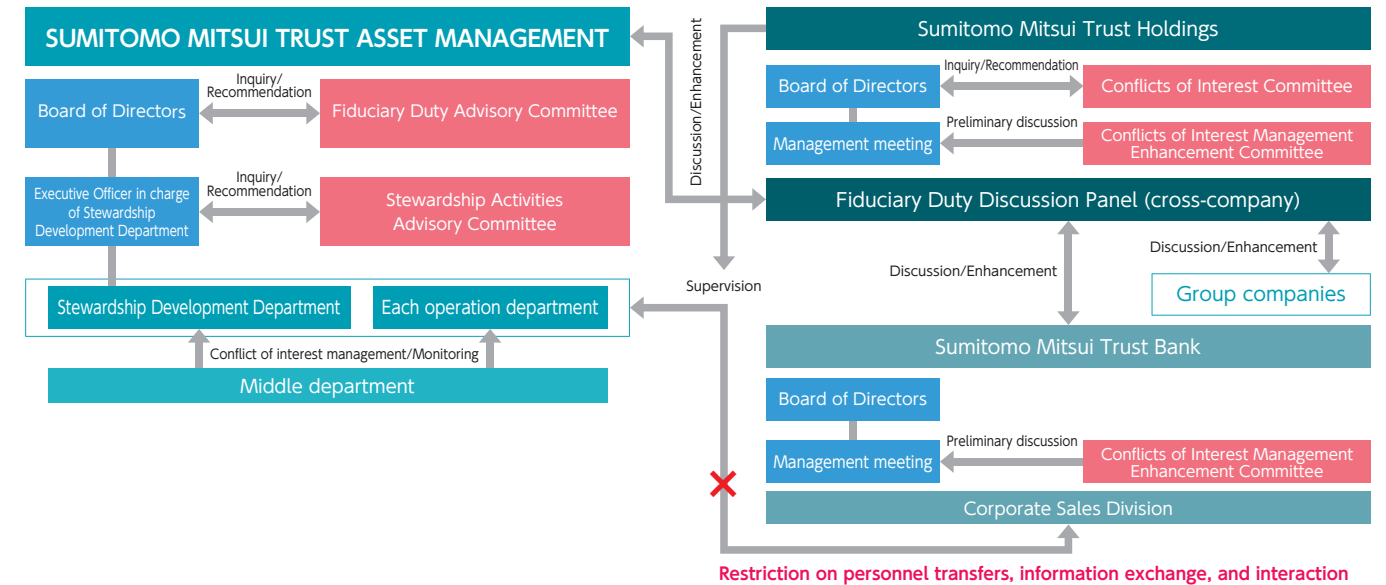 SUMITOMO MITSUI TRUST ASSET MANAGEMENT
Board of Directors
Inquiry/
Recommendation
Fiduciary Duty Advisory Committee
Executive Officer in charge
of Stewardship
Development Department
Inquiry/
Recommendation
Stewardship Activities
Advisory Committee
Stewardship Development Department
Each operation department
Conflict of interest management/Monitoring
Middle department
Discussion/Enhancement
Supervision
Sumitomo Mitsui Trust Holdings
Board of Directors
Inquiry/Recommendation
Conflicts of Interest Committee
Management meeting
Preliminary discussion
Conflicts of Interest Management
Enhancement Committee
Fiduciary Duty Discussion Panel (cross-company)
Discussion/Enhancement
Discussion/Enhancement
Group companies
Sumitomo Mitsui Trust Bank
Board of Directors
Management meeting
Preliminary discussion
Conflicts of Interest Management
Enhancement Committee
Corporate Sales Division
Restriction on personnel transfers, information exchange, and interaction